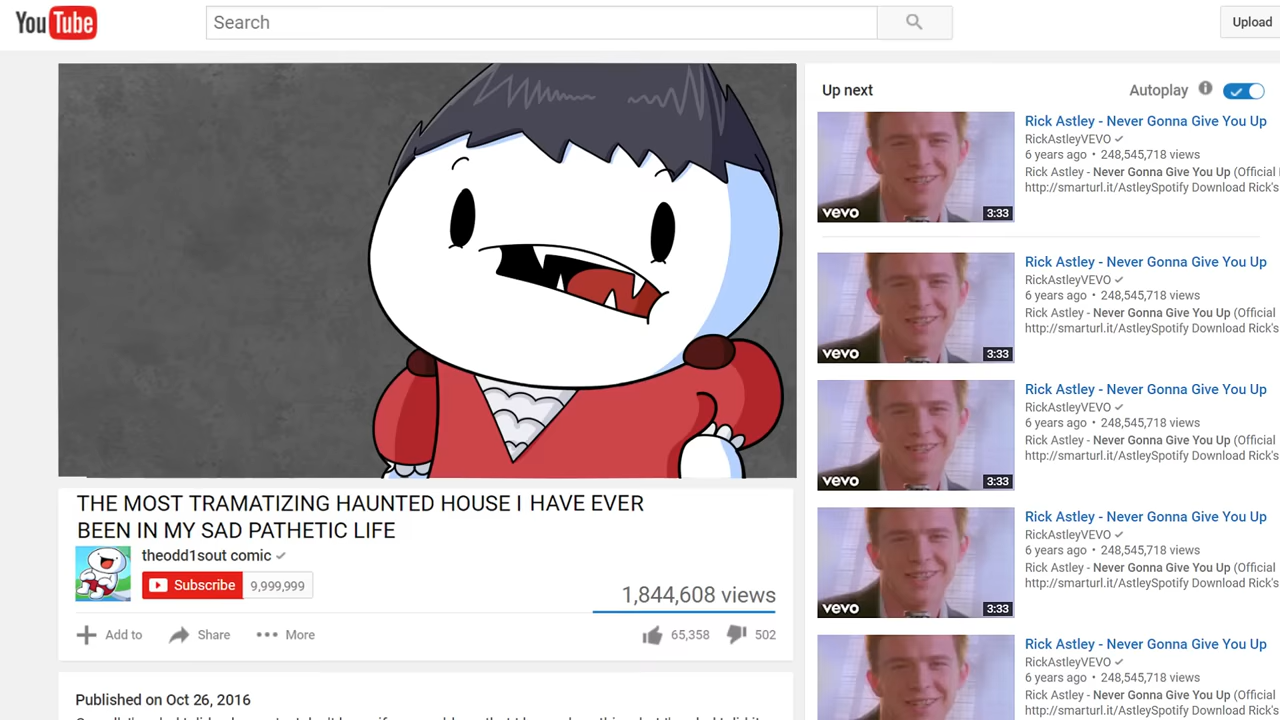 YouTube
Search
Upload
Up next
Autoplay
Rick Astley - Never Gonna Give You Up
RickAstleyVEVO
6 years ago • 248,545,718 views
Rick Astley - Never Gonna Give You Up (Official
http://smarturl.it/AstleySpotify Download Rick's
vevo
3:33
Rick Astley - Never Gonna Give You Up
RickAstleyVEVO
6 years ago • 248,545,718 views
Rick Astley - Never Gonna Give You Up (Official
http://smarturl.it/AstleySpotify Download Rick's
vevo
3:33
Rick Astley - Never Gonna Give You Up
RickAstleyVEVO
6 years ago • 248,545,718 views
Rick Astley - Never Gonna Give You Up (Official
http://smarturl.it/AstleySpotify Download Rick's
vevo
3:33
Rick Astley - Never Gonna Give You Up
RickAstleyVEVO
6 years ago • 248,545,718 views
Rick Astley - Never Gonna Give You Up (Official
http://smarturl.it/AstleySpotify Download Rick's
vevo
3:33
Rick Astley - Never Gonna Give You Up
RickAstleyVEVO
6 years ago • 248,545,718 views
Rick Astley - Never Gonna Give You Up (Official
http://smarturl.it/AstleySpotify Download Rick's
THE MOST TRAMATIZING HAUNTED HOUSE I HAVE EVER
BEEN IN MY SAD PATHETIC LIFE
theodd1sout comic
Subscribe 9,999,999
1,844,608 views
Add to Share More 65,358 502
Published on Oct 26, 2016